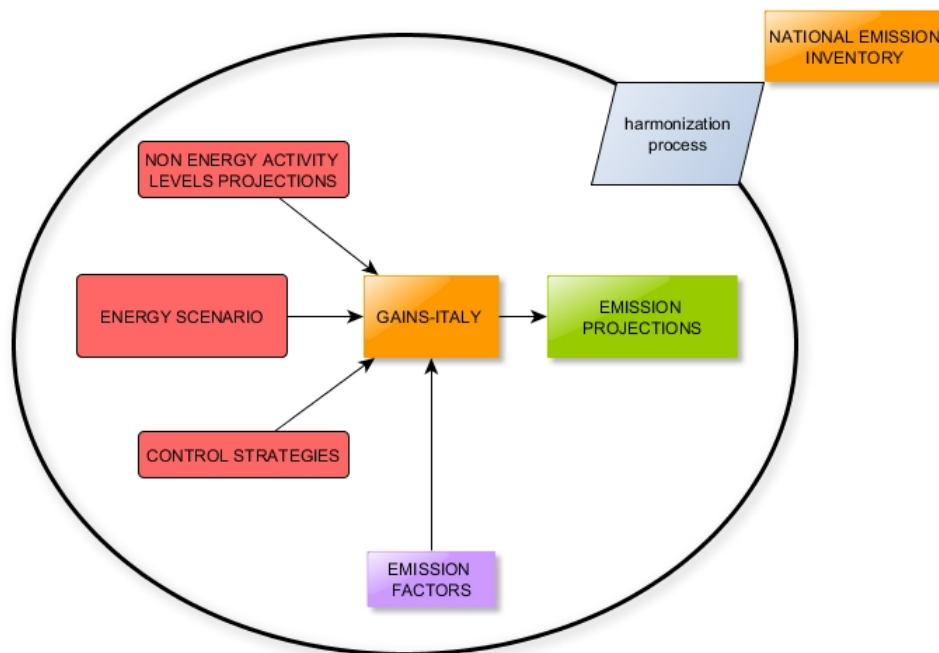 NATIONAL EMISSION
INVENTORY
harmonization
process
NON ENERGY ACTIVITY
LEVELS PROJECTIONS
ENERGY SCENARIO
GAINS-ITALY
EMISSION
PROJECTIONS
CONTROL STRATEGIES
EMISSION
FACTORS